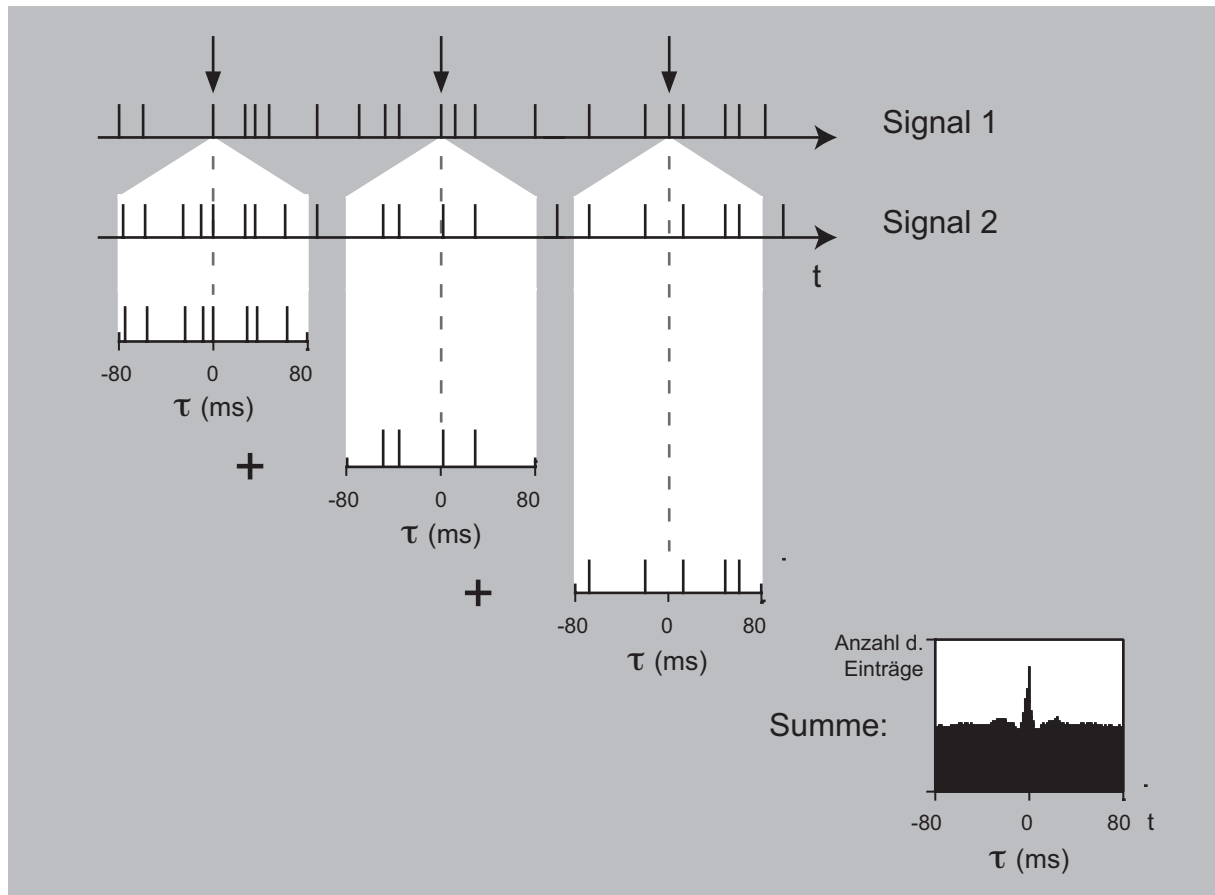 Signal 1
Signal 2
t
-80 0 80
τ (ms)
+
-80 0 80
τ (ms)
+
-80 0 80
τ (ms)
Anzahl d.
Einträge
Summe:
-80 0 80 t
τ (ms)